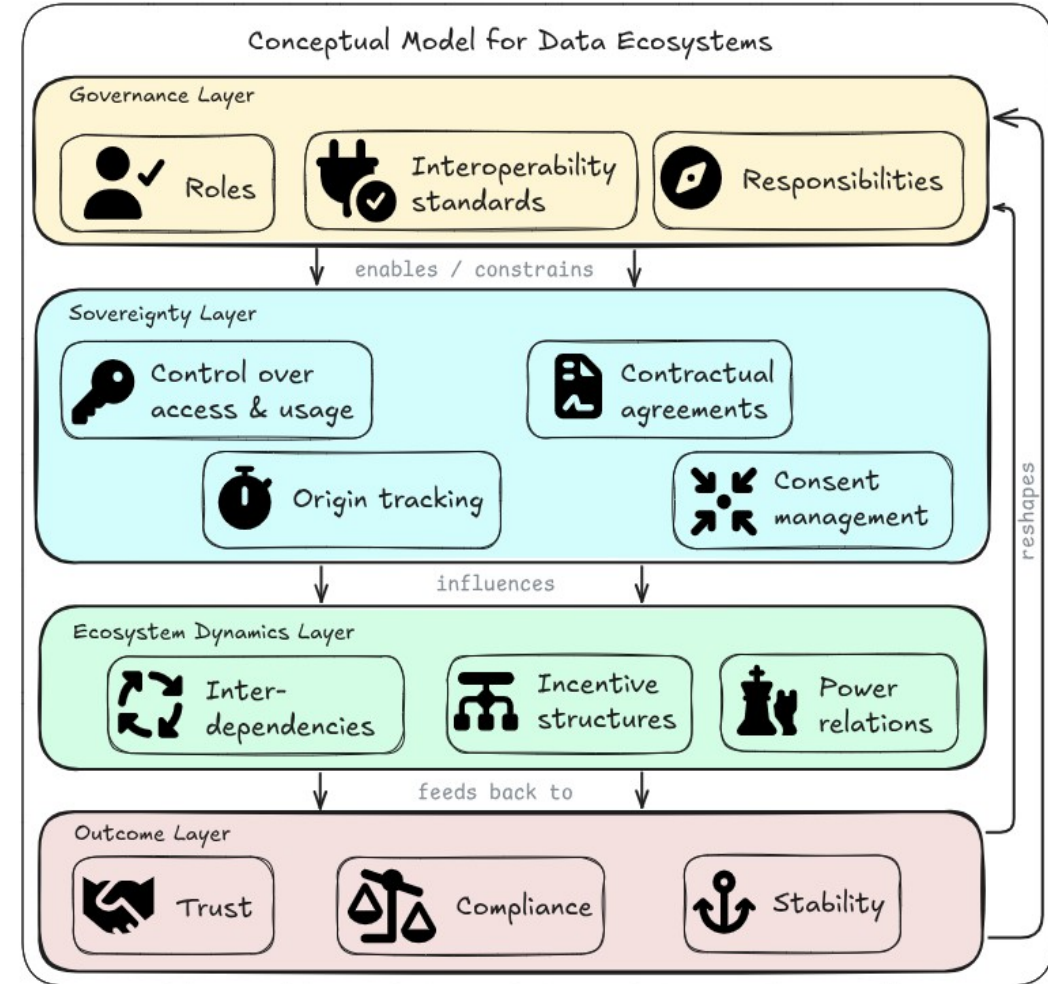 Conceptual Model for Data Ecosystems
Governance Layer
Roles
Interoperability
standards
Responsibilities
enables / constrains
Sovereignty Layer
Control over
access & usage
Contractual
agreements
Origin tracking
Consent
management
influences
Ecosystem Dynamics Layer
Inter-
dependencies
Incentive
structures
Power
relations
feeds back to
Outcome Layer
Trust
Compliance
Stability
reshapes